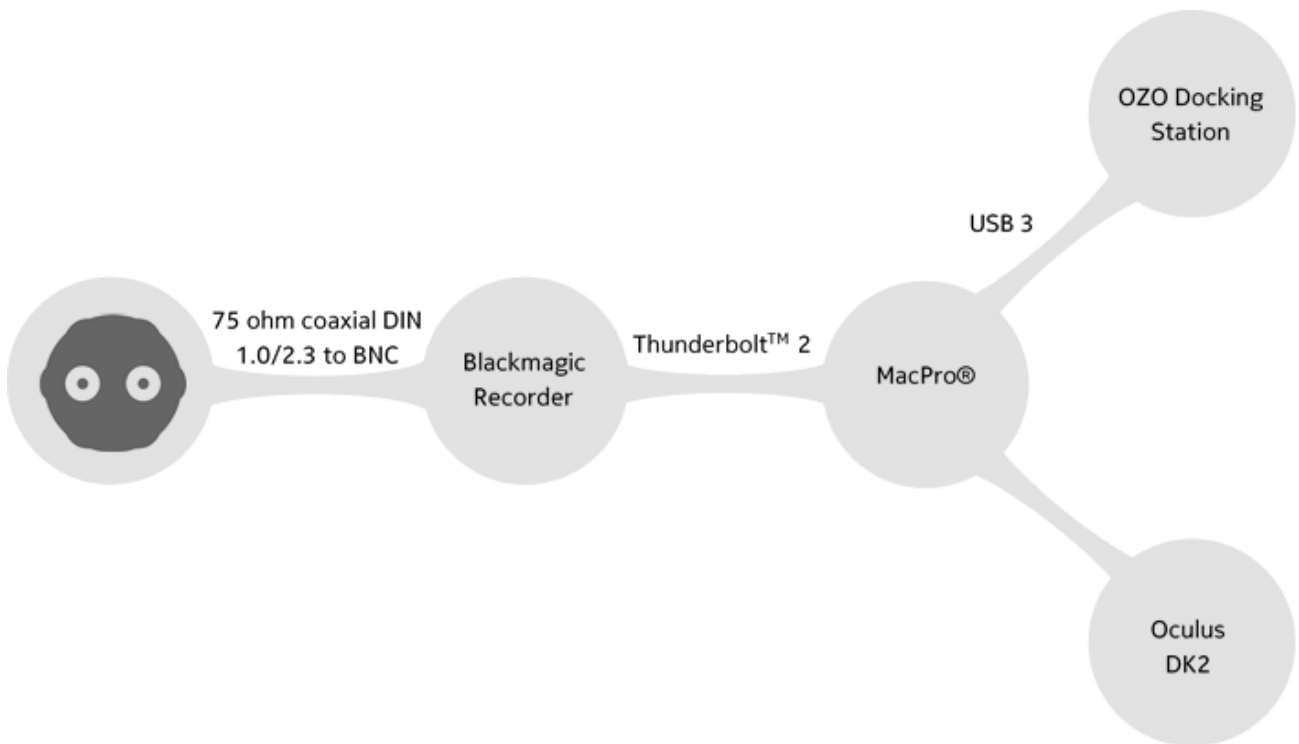 OZO Docking
Station
USB 3
75 ohm coaxial DIN
1.0/2.3 to BNC
Blackmagic
Recorder
Thunderbolt™ 2
MacPro®
Oculus
DK2